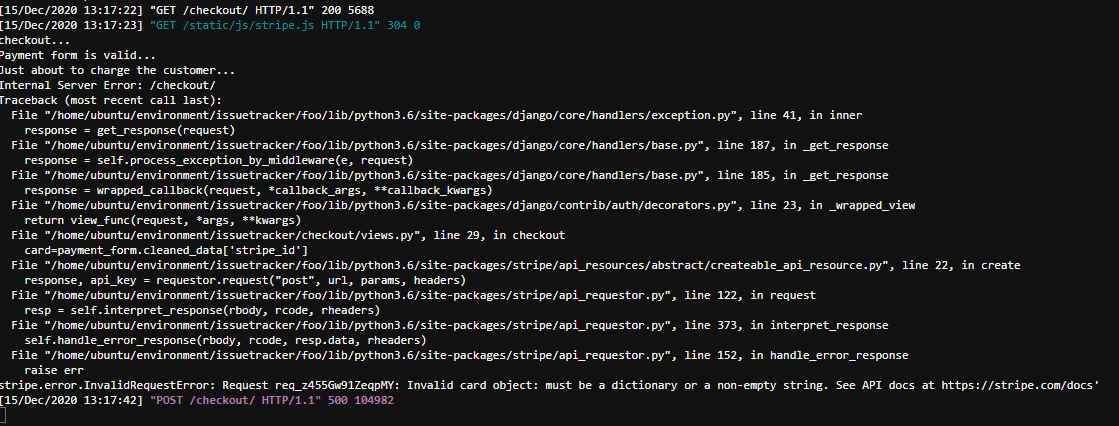 [15/Dec/2020 13:17:22] "GET /checkout/ HTTP/1.1" 200 5688
[15/Dec/2020 13:17:23] "GET /static/js/stripe.js HTTP/1.1" 304 0
checkout...
Payment form is valid...
Just about to charge the customer...
Internal Server Error: /checkout/
Traceback (most recent call last):
  File "/home/ubuntu/environment/issuetracker/foo/lib/python3.6/site-packages/django/core/handlers/exception.py", line 41, in inner
    response = get_response(request)
  File "/home/ubuntu/environment/issuetracker/foo/lib/python3.6/site-packages/django/core/handlers/base.py", line 187, in _get_response
    response = self.process_exception_by_middleware(e, request)
  File "/home/ubuntu/environment/issuetracker/foo/lib/python3.6/site-packages/django/core/handlers/base.py", line 185, in _get_response
    response = wrapped_callback(request, *callback_args, **callback_kwargs)
  File "/home/ubuntu/environment/issuetracker/foo/lib/python3.6/site-packages/django/contrib/auth/decorators.py", line 23, in _wrapped_view
    return view_func(request, *args, **kwargs)
  File "/home/ubuntu/environment/issuetracker/checkout/views.py", line 29, in checkout
    card=payment_form.cleaned_data['stripe_id']
  File "/home/ubuntu/environment/issuetracker/foo/lib/python3.6/site-packages/stripe/api_resources/abstract/createable_api_resource.py", line 22, in create
    response, api_key = requestor.request("post", url, params, headers)
  File "/home/ubuntu/environment/issuetracker/foo/lib/python3.6/site-packages/stripe/api_requestor.py", line 122, in request
    resp = self.interpret_response(rbody, rcode, rheaders)
  File "/home/ubuntu/environment/issuetracker/foo/lib/python3.6/site-packages/stripe/api_requestor.py", line 373, in interpret_response
    self.handle_error_response(rbody, rcode, resp.data, rheaders)
  File "/home/ubuntu/environment/issuetracker/foo/lib/python3.6/site-packages/stripe/api_requestor.py", line 152, in handle_error_response
    raise err
stripe.error.InvalidRequestError: Request req_z455Gw91ZeqpMY: Invalid card object: must be a dictionary or a non-empty string. See API docs at https://stripe.com/docs'
[15/Dec/2020 13:17:42] "POST /checkout/ HTTP/1.1" 500 104982